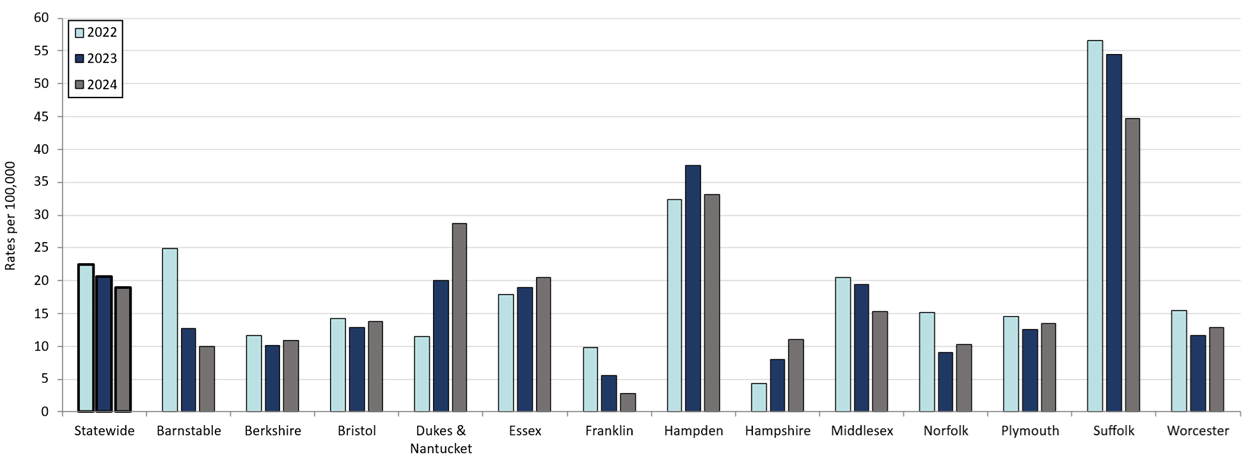 60
55
50
45
40
35
30
25
20
15
10
5
0
Rates per 100,000
2022
2023
2024
Statewide
Barnstable
Berkshire
Bristol
Dukes &
Nantucket
Essex
Franklin
Hampden
Hampshire
Middlesex
Norfolk
Plymouth
Suffolk
Worcester